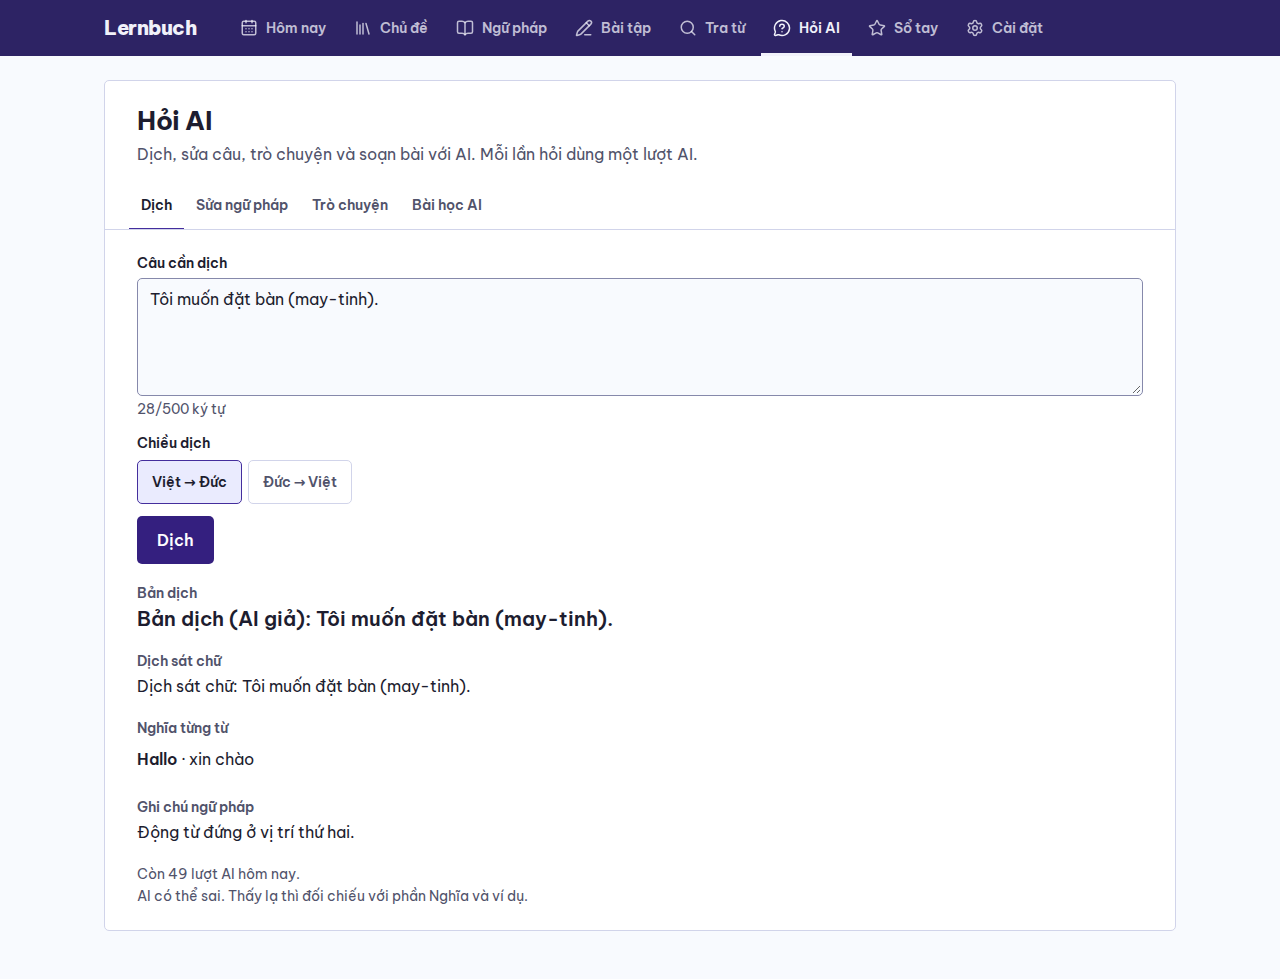 Lernbuch
Hôm nay
Chủ đề
Ngữ pháp
Bài tập
Tra từ
Hỏi AI
Sổ tay
Cài đặt
Hỏi AI
Dịch, sửa câu, trò chuyện và soạn bài với AI. Mỗi lần hỏi dùng một lượt AI.
Dịch
Sửa ngữ pháp
Trò chuyện
Bài học AI
Câu cần dịch
Tôi muốn đặt bàn (may-tinh).
28/500 ký tự
Chiều dịch
Việt → Đức
Đức → Việt
Dịch
Bản dịch
Bản dịch (AI giả): Tôi muốn đặt bàn (may-tinh).
Dịch sát chữ
Dịch sát chữ: Tôi muốn đặt bàn (may-tinh).
Nghĩa từng từ
Hallo · xin chào
Ghi chú ngữ pháp
Động từ đứng ở vị trí thứ hai.
Còn 49 lượt AI hôm nay.
AI có thể sai. Thấy lạ thì đối chiếu với phần Nghĩa và ví dụ.